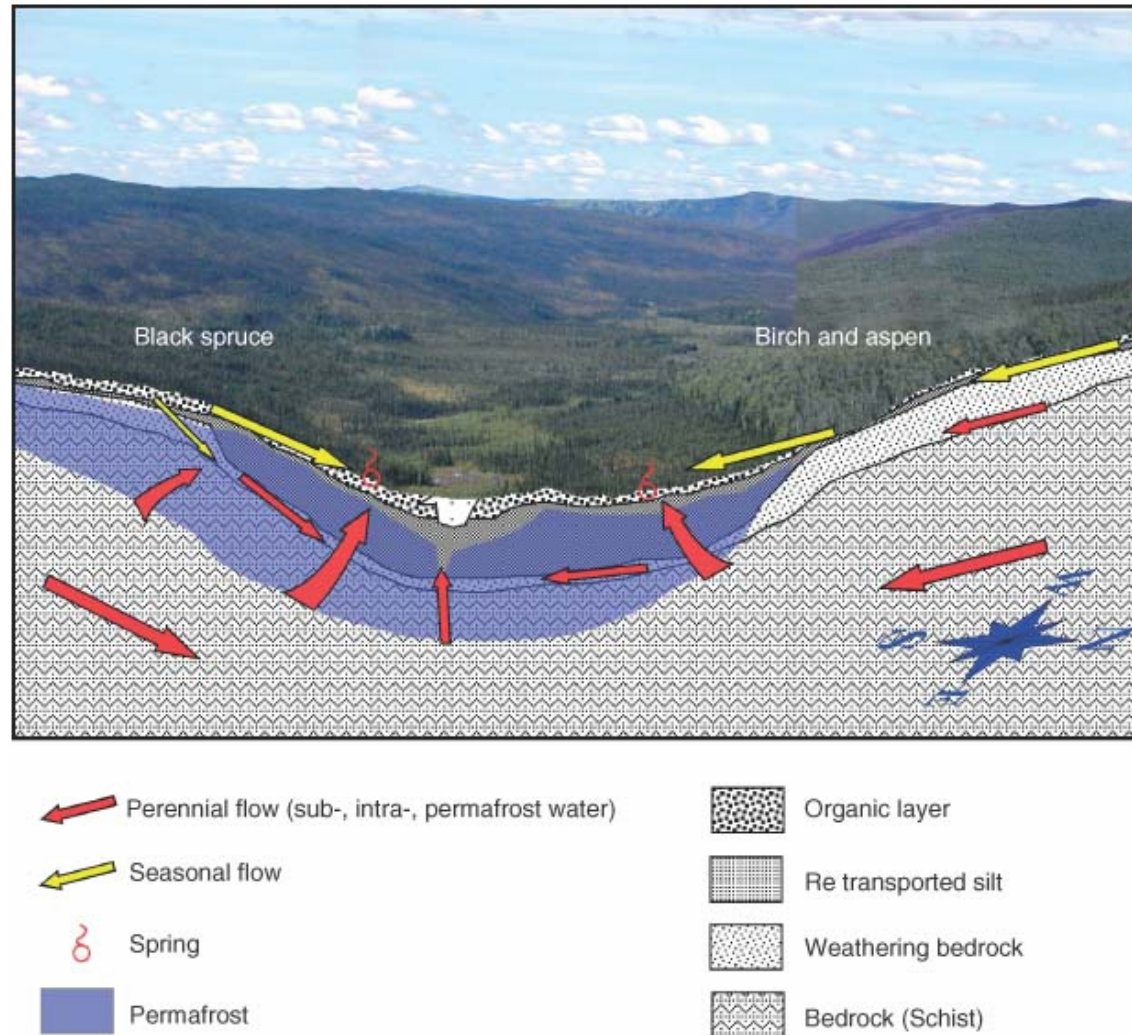 Black spruce
Birch and aspen
Perennial flow (sub-, intra-, permafrost water)
Seasonal flow
Spring
Permafrost
Organic layer
Re transported silt
Weathering bedrock
Bedrock (Schist)